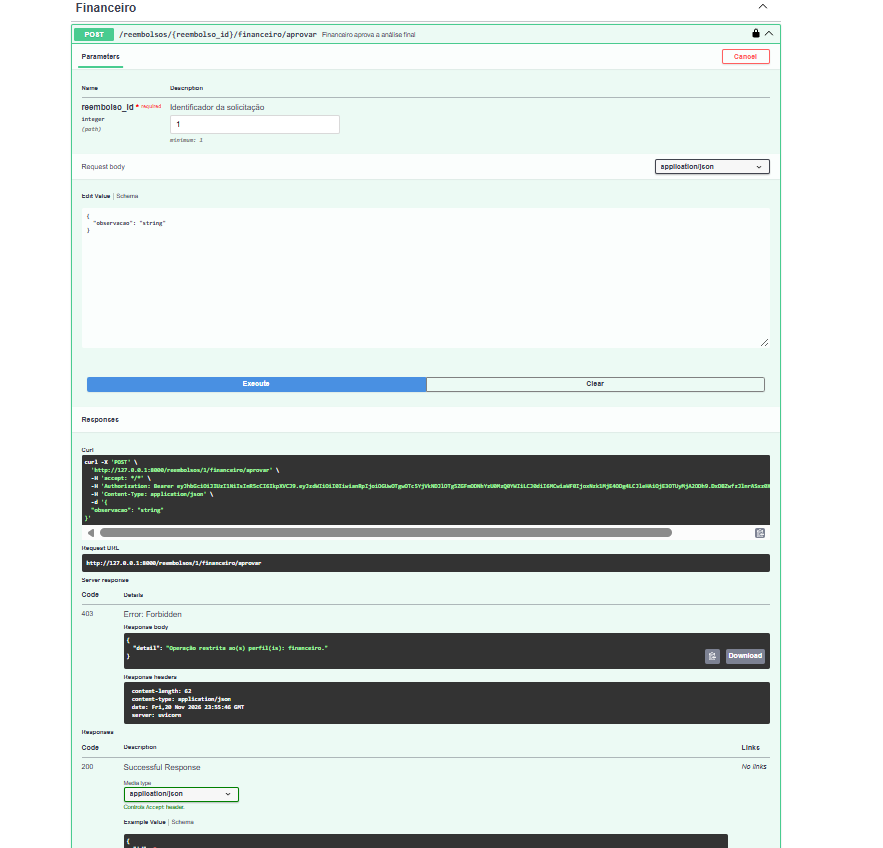 Financeiro
POST /reembolsos/{reembolso_id}/financeiro/aprovar Financeiro aprova a análise final
Parameters
Cancel
Name Description
reembolso_id * required Identificador da solicitação
integer
(path)
1
minimum: 1
Request body
application/json
Edit Value | Schema
{
"observacao": "string"
}
Execute
Clear
Responses
Curl
curl -X 'POST' \
'http://127.0.0.1:8000/reembolsos/1/financeiro/aprovar' \
-H 'accept: */*' \
-H 'Authorization: Bearer
-H 'Content-Type: application/json' \
-d '{
"observacao": "string"
}'
Request URL
http://127.0.0.1:8000/reembolsos/1/financeiro/aprovar
Server response
Code Details
403 Error: Forbidden
Response body
{
"detail": "Operação restrita ao(s) perfil(is): financeiro."
}
Download
Response headers
content-length: 62
content-type: application/json
date: Fri,20 Nov 2026 23:55:46 GMT
server: uvicorn
Responses
Code Description Links
200 Successful Response No links
Media type
application/json
Controls Accept header.
Example Value | Schema
{